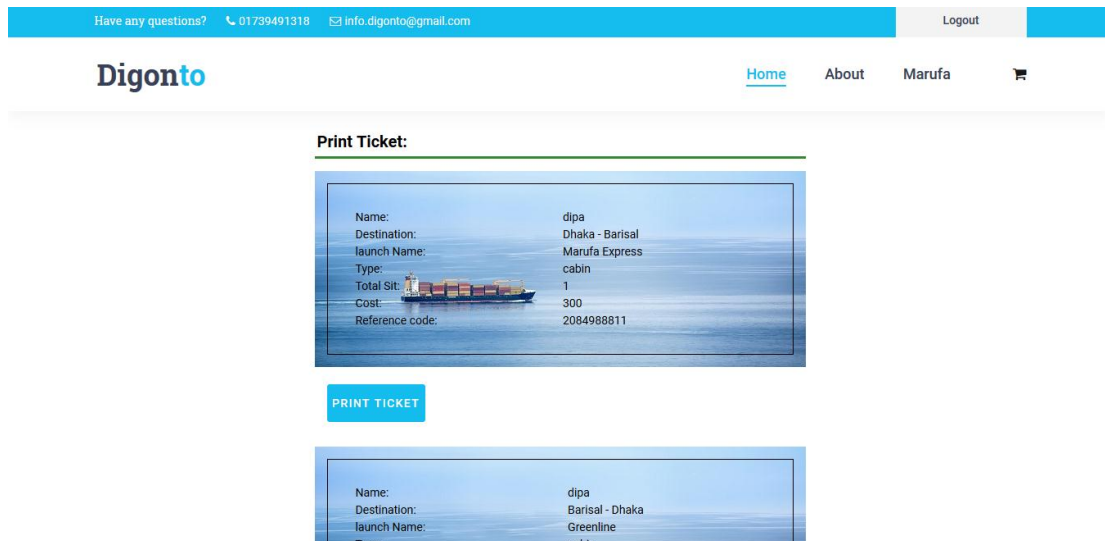 Have any questions? 01739491318 info.digonto@gmail.com Logout
Digonto Home About Marufa
Print Ticket:
Name: dipa
Destination: Dhaka - Barisal
launch Name: Marufa Express
Type: cabin
Total Sit: 1
Cost: 300
Reference code: 2084988811
PRINT TICKET
Name: dipa
Destination: Barisal - Dhaka
launch Name: Greenline